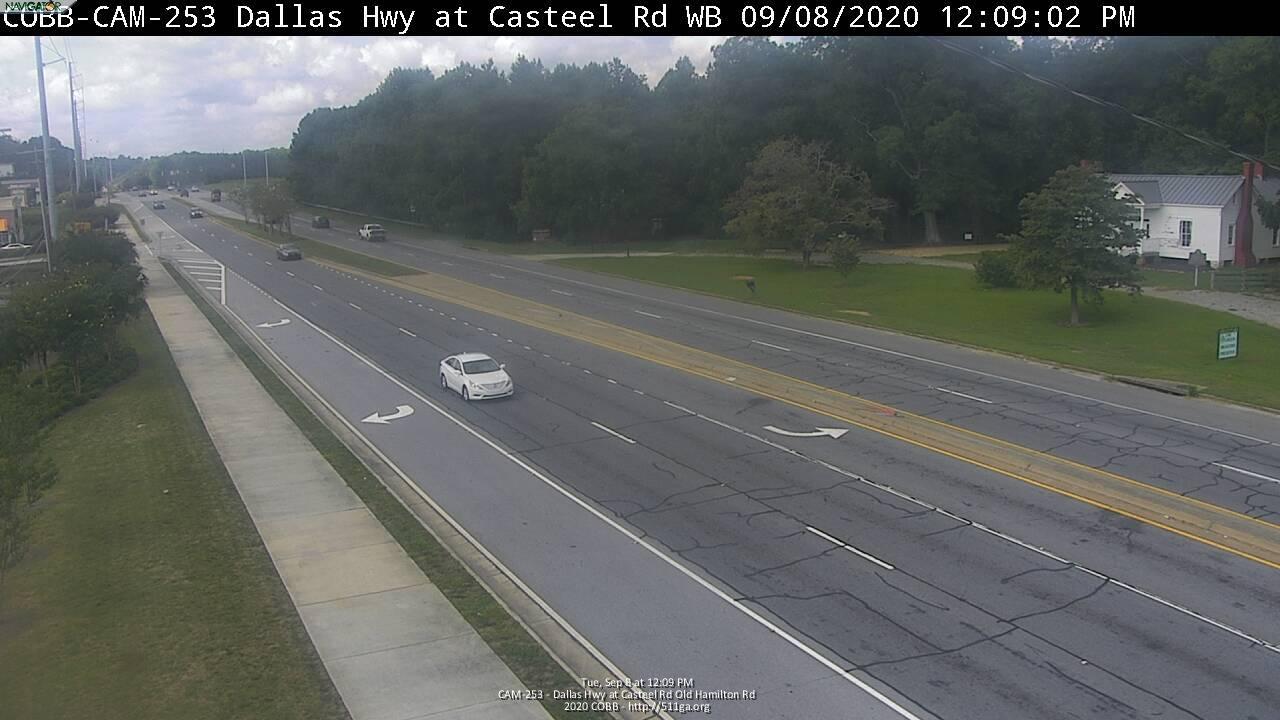 NAVIGATOR
COBB-CAM-253 Dallas Hwy at Casteel Rd WB 09/08/2020 12:09:02 PM
Tue, Sep 8 at 12:09 PM
CAM-253 - Dallas Hwy at Casteel Rd Old Hamilton Rd
2020 COBB - http://511ga.org